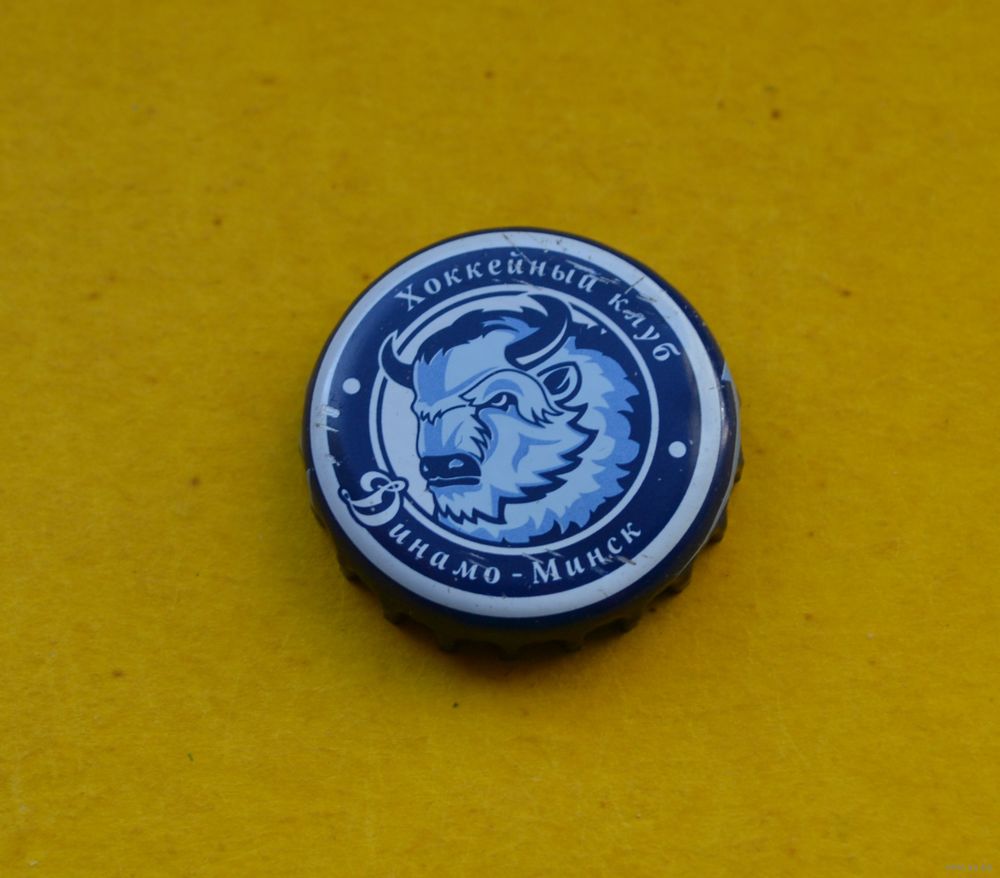 Хоккейный клуб
Динамо - Минск